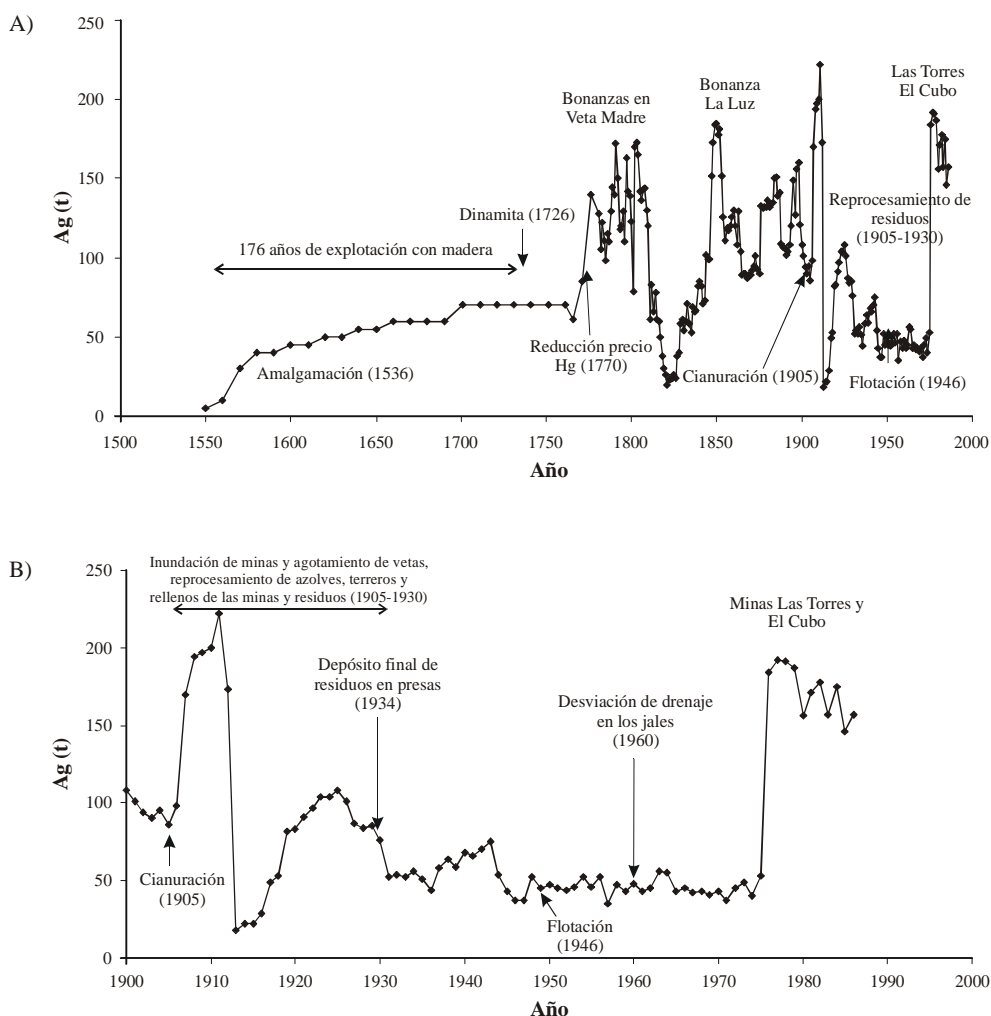 A)
250
200
150
100
50
0
Ag (t)
1500
1550
1600
1650
1700
1750
1800
1850
1900
1950
2000
Año
176 años de explotación con madera
Dinamita (1726)
Amalgamación (1536)
Bonanzas en
Veta Madre
Reducción precio
Hg (1770)
Bonanza
La Luz
Cianuración (1905)
Las Torres
El Cubo
Reprocesamiento de
residuos
(1905-1930)
Flotación (1946)
B)
250
200
150
100
50
0
Ag (t)
1900
1910
1920
1930
1940
1950
1960
1970
1980
1990
2000
Año
Inundación de minas y agotamiento de vetas,
reprocesamiento de azolves, terreros y
rellenos de las minas y residuos (1905-1930)
Cianuración
(1905)
Depósito final de
residuos en presas
(1934)
Flotación
(1946)
Desviación de drenaje
en los jales
(1960)
Minas Las Torres y
El Cubo